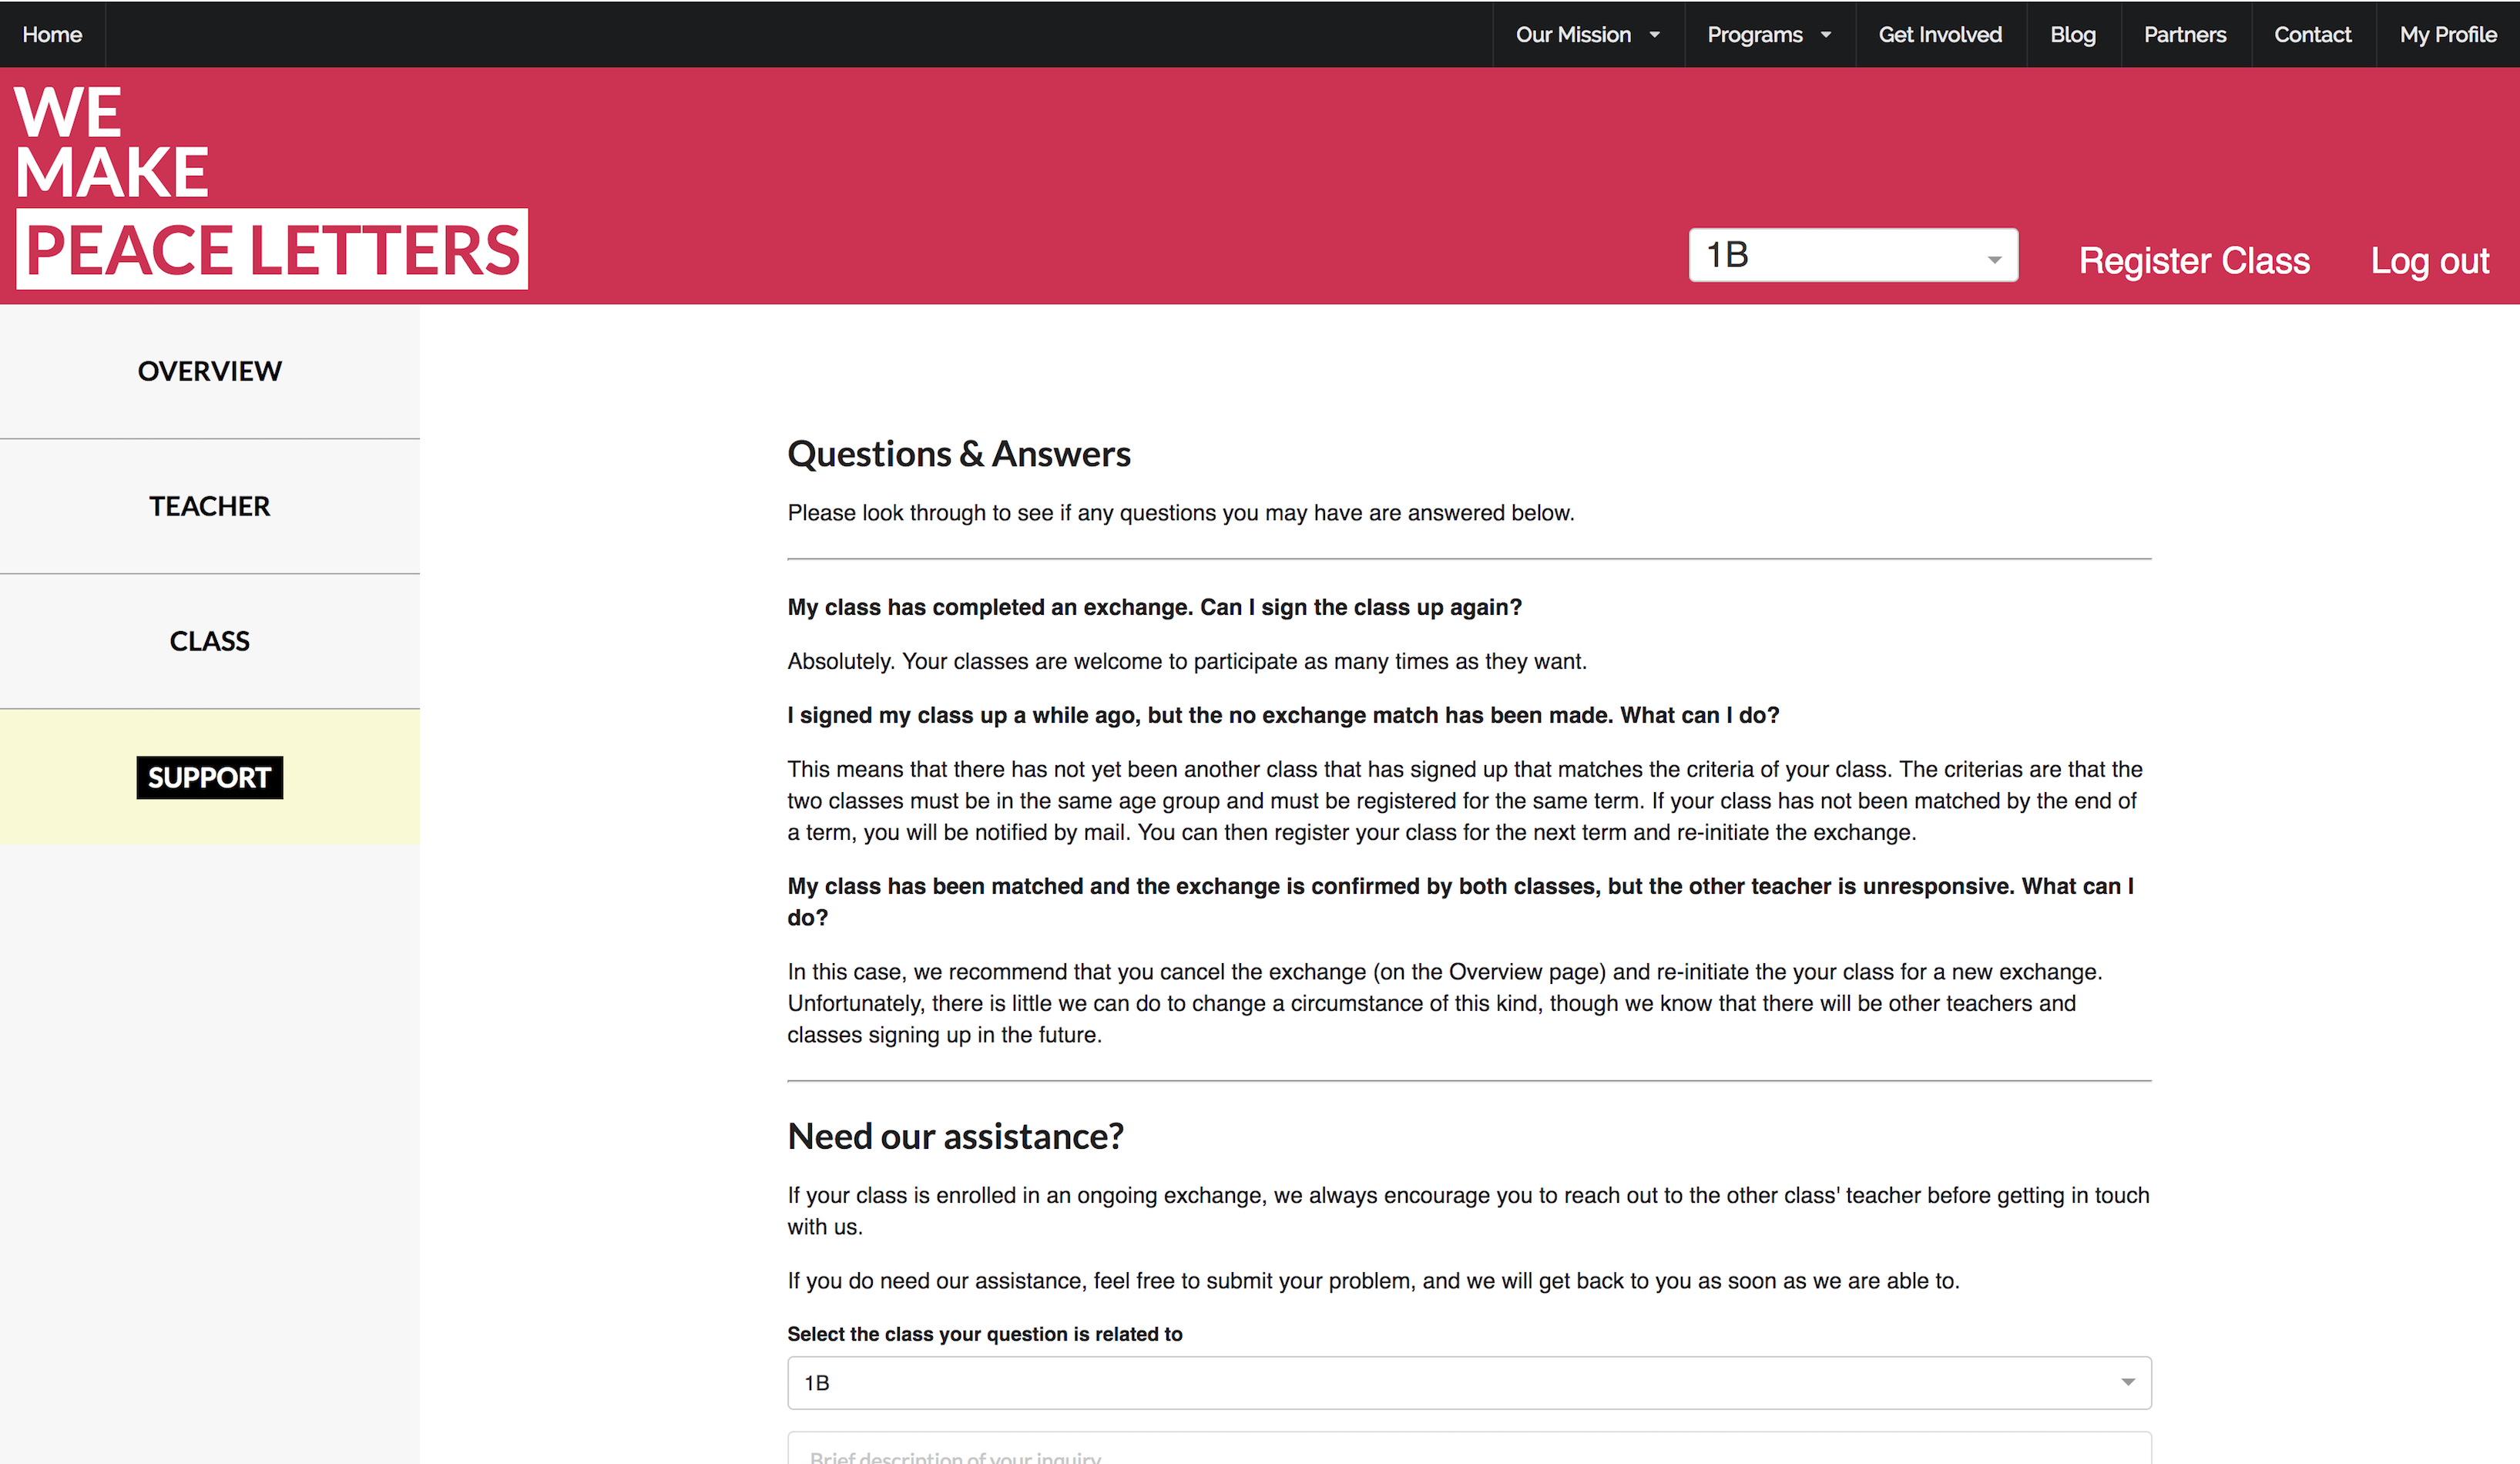 Home
Our Mission
Programs
Get Involved
Blog
Partners
Contact
My Profile
WE
MAKE
PEACE LETTERS
1B
Register Class
Log out
OVERVIEW
TEACHER
CLASS
SUPPORT
Questions & Answers
Please look through to see if any questions you may have are answered below.
My class has completed an exchange. Can I sign the class up again?
Absolutely. Your classes are welcome to participate as many times as they want.
I signed my class up a while ago, but the no exchange match has been made. What can I do?
This means that there has not yet been another class that has signed up that matches the criteria of your class. The criterias are that the
two classes must be in the same age group and must be registered for the same term. If your class has not been matched by the end of
a term, you will be notified by mail. You can then register your class for the next term and re-initiate the exchange.
My class has been matched and the exchange is confirmed by both classes, but the other teacher is unresponsive. What can I
do?
In this case, we recommend that you cancel the exchange (on the Overview page) and re-initiate the your class for a new exchange.
Unfortunately, there is little we can do to change a circumstance of this kind, though we know that there will be other teachers and
classes signing up in the future.
Need our assistance?
If your class is enrolled in an ongoing exchange, we always encourage you to reach out to the other class' teacher before getting in touch
with us.
If you do need our assistance, feel free to submit your problem, and we will get back to you as soon as we are able to.
Select the class your question is related to
1B
Brief description of your inquiry